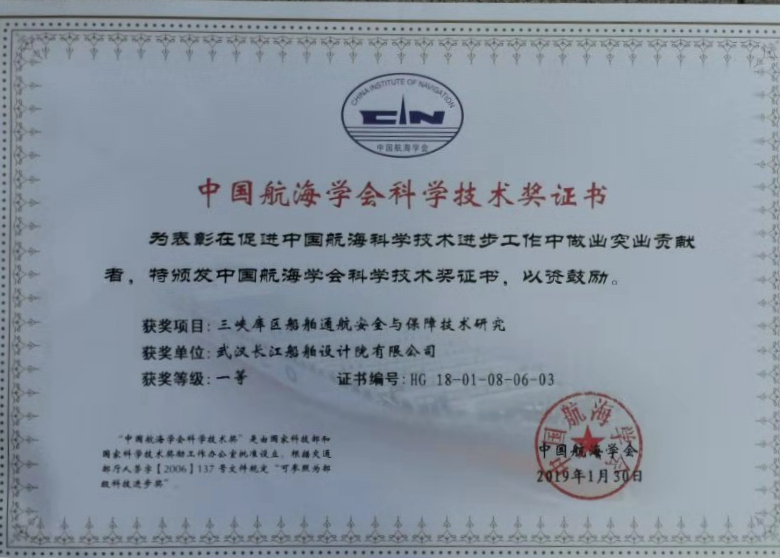 CHINA INSTITUTE OF NAVIGATION
CIN
中国航海学会
中国航海学会科学技术奖证书
为表彰在促进中国航海科学技术进步工作中做出突出贡献
者，特颁发中国航海学会科学技术奖证书，以资鼓励。
获奖项目：三峡库区船舶通航安全与保障技术研究
获奖单位：武汉长江船舶设计院有限公司
获奖等级：一等 证书编号：HG 18-01-08-06-03
“中国航海学会科学技术奖”是由国家科技部和
国家科学技术奖励工作办公室批准设立，根据交通
部厅人劳字【2006】137 号文件规定“可参照为部
级科技进步奖”
中国航海学会
中国航海学会
2019年1月30日